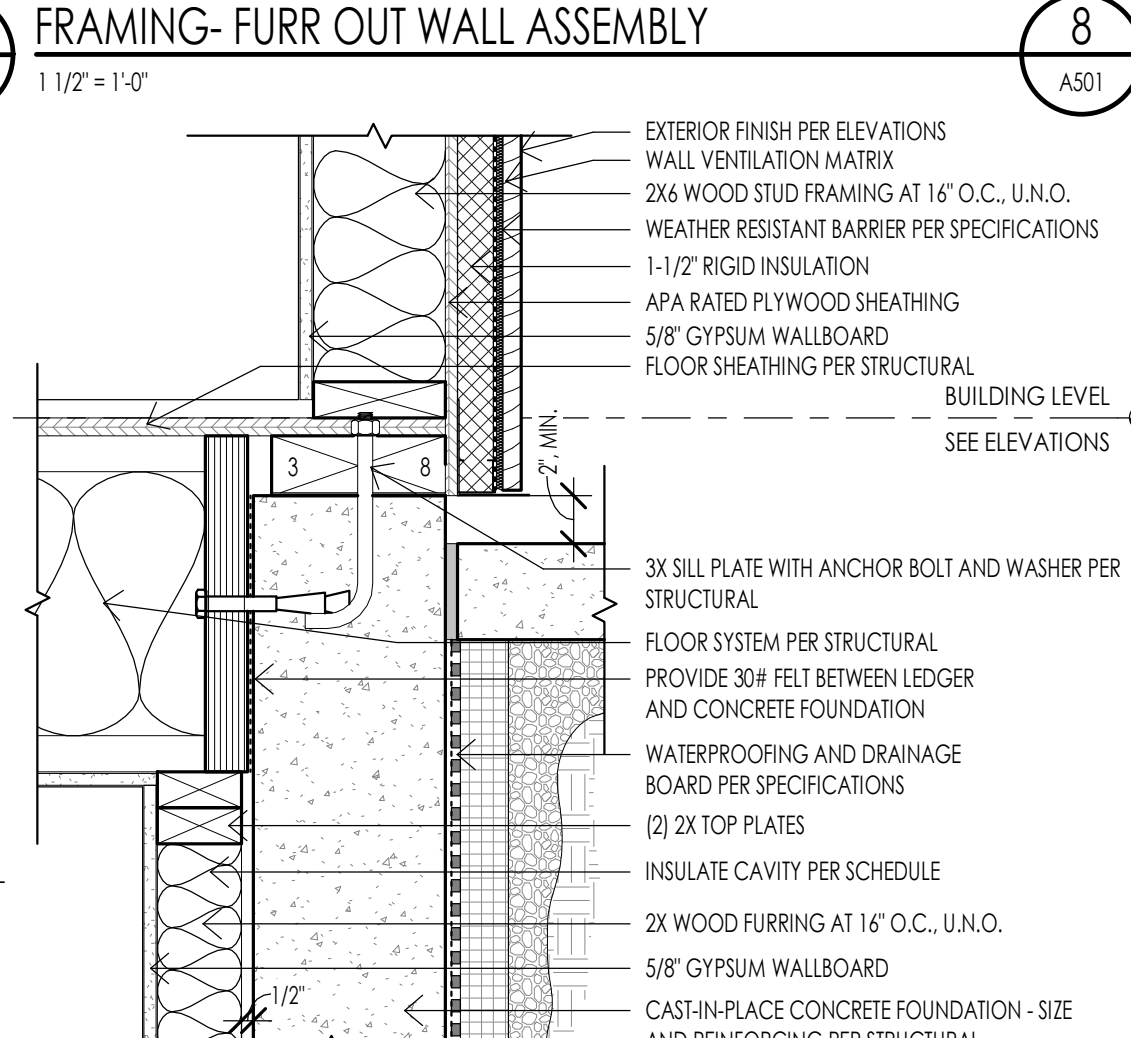 FRAMING- FURR OUT WALL ASSEMBLY
8
1 1/2" = 1'-0"
A501
EXTERIOR FINISH PER ELEVATIONS
WALL VENTILATION MATRIX
2X6 WOOD STUD FRAMING AT 16" O.C., U.N.O.
WEATHER RESISTANT BARRIER PER SPECIFICATIONS
1-1/2" RIGID INSULATION
APA RATED PLYWOOD SHEATHING
5/8" GYPSUM WALLBOARD
FLOOR SHEATHING PER STRUCTURAL
BUILDING LEVEL
SEE ELEVATIONS
2", MIN.
3 8
3X SILL PLATE WITH ANCHOR BOLT AND WASHER PER
STRUCTURAL
FLOOR SYSTEM PER STRUCTURAL
PROVIDE 30# FELT BETWEEN LEDGER
AND CONCRETE FOUNDATION
WATERPROOFING AND DRAINAGE
BOARD PER SPECIFICATIONS
(2) 2X TOP PLATES
INSULATE CAVITY PER SCHEDULE
2X WOOD FURRING AT 16" O.C., U.N.O.
5/8" GYPSUM WALLBOARD
1/2"
CAST-IN-PLACE CONCRETE FOUNDATION - SIZE
AND REINFORCING PER STRUCTURAL